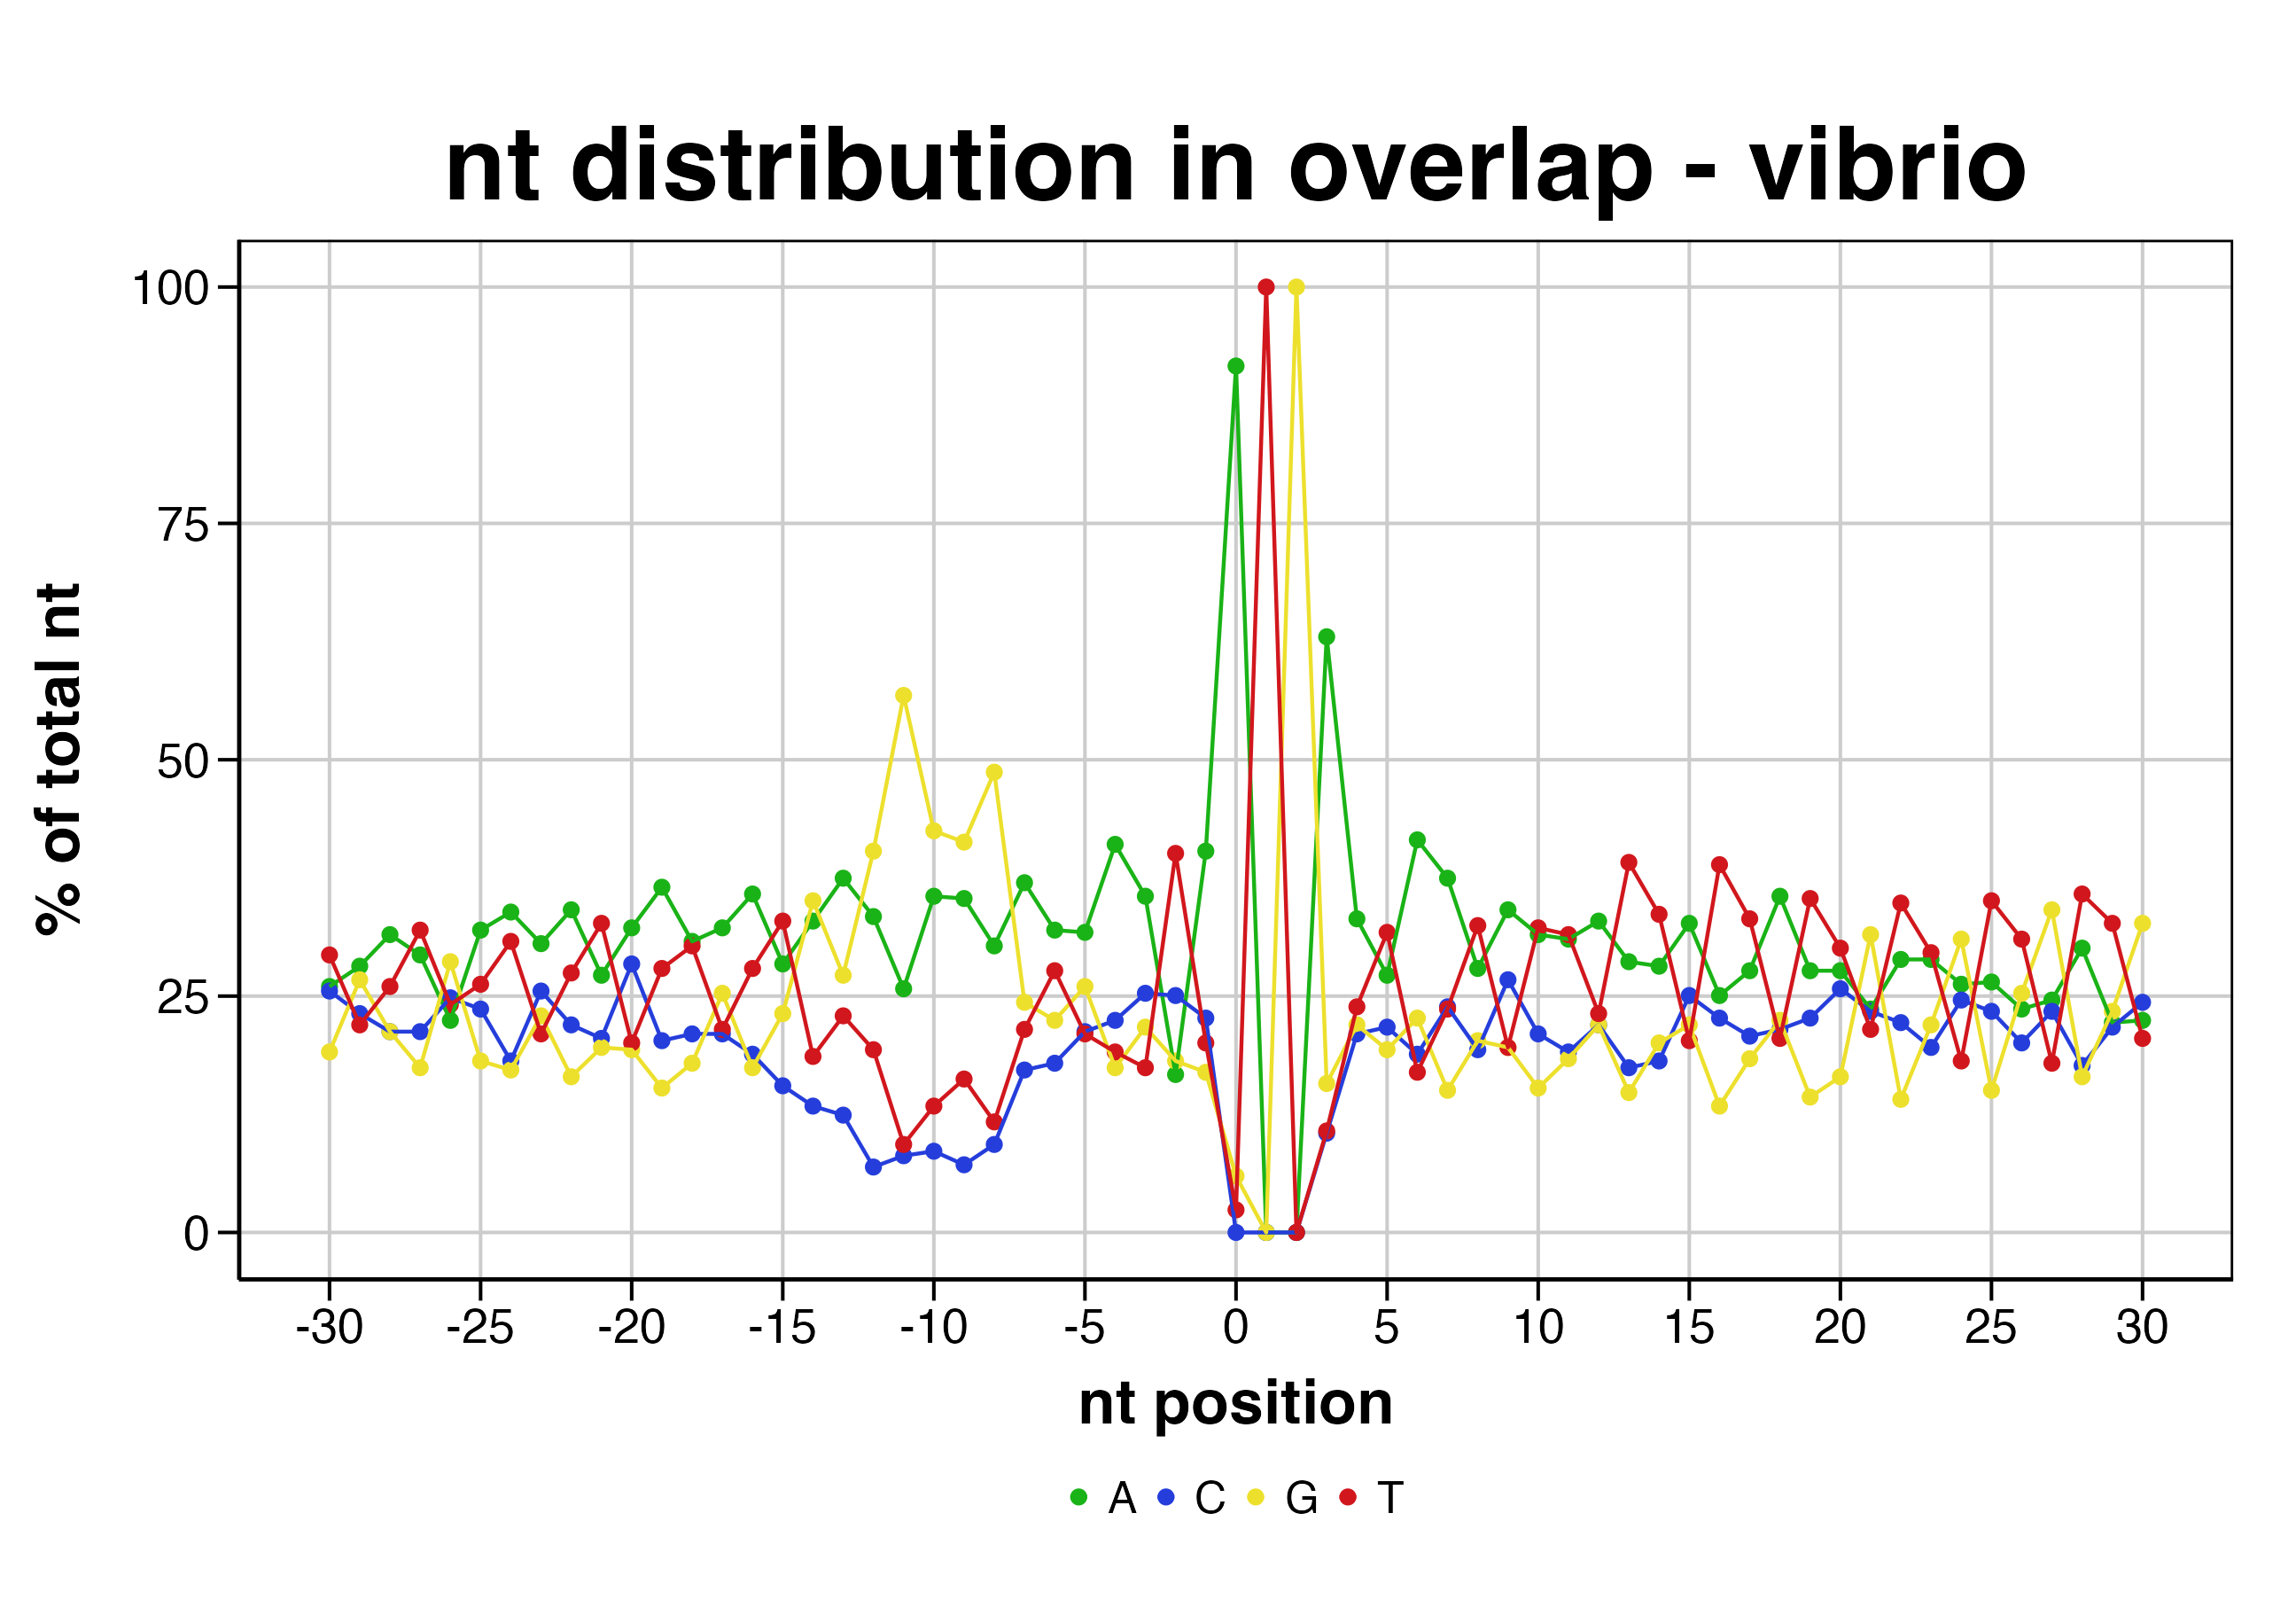 nt distribution in overlap - vibrio
100
75
50
25
0
% of total nt
-30 -25 -20 -15 -10 -5 0 5 10 15 20 25 30
nt position
A C G T